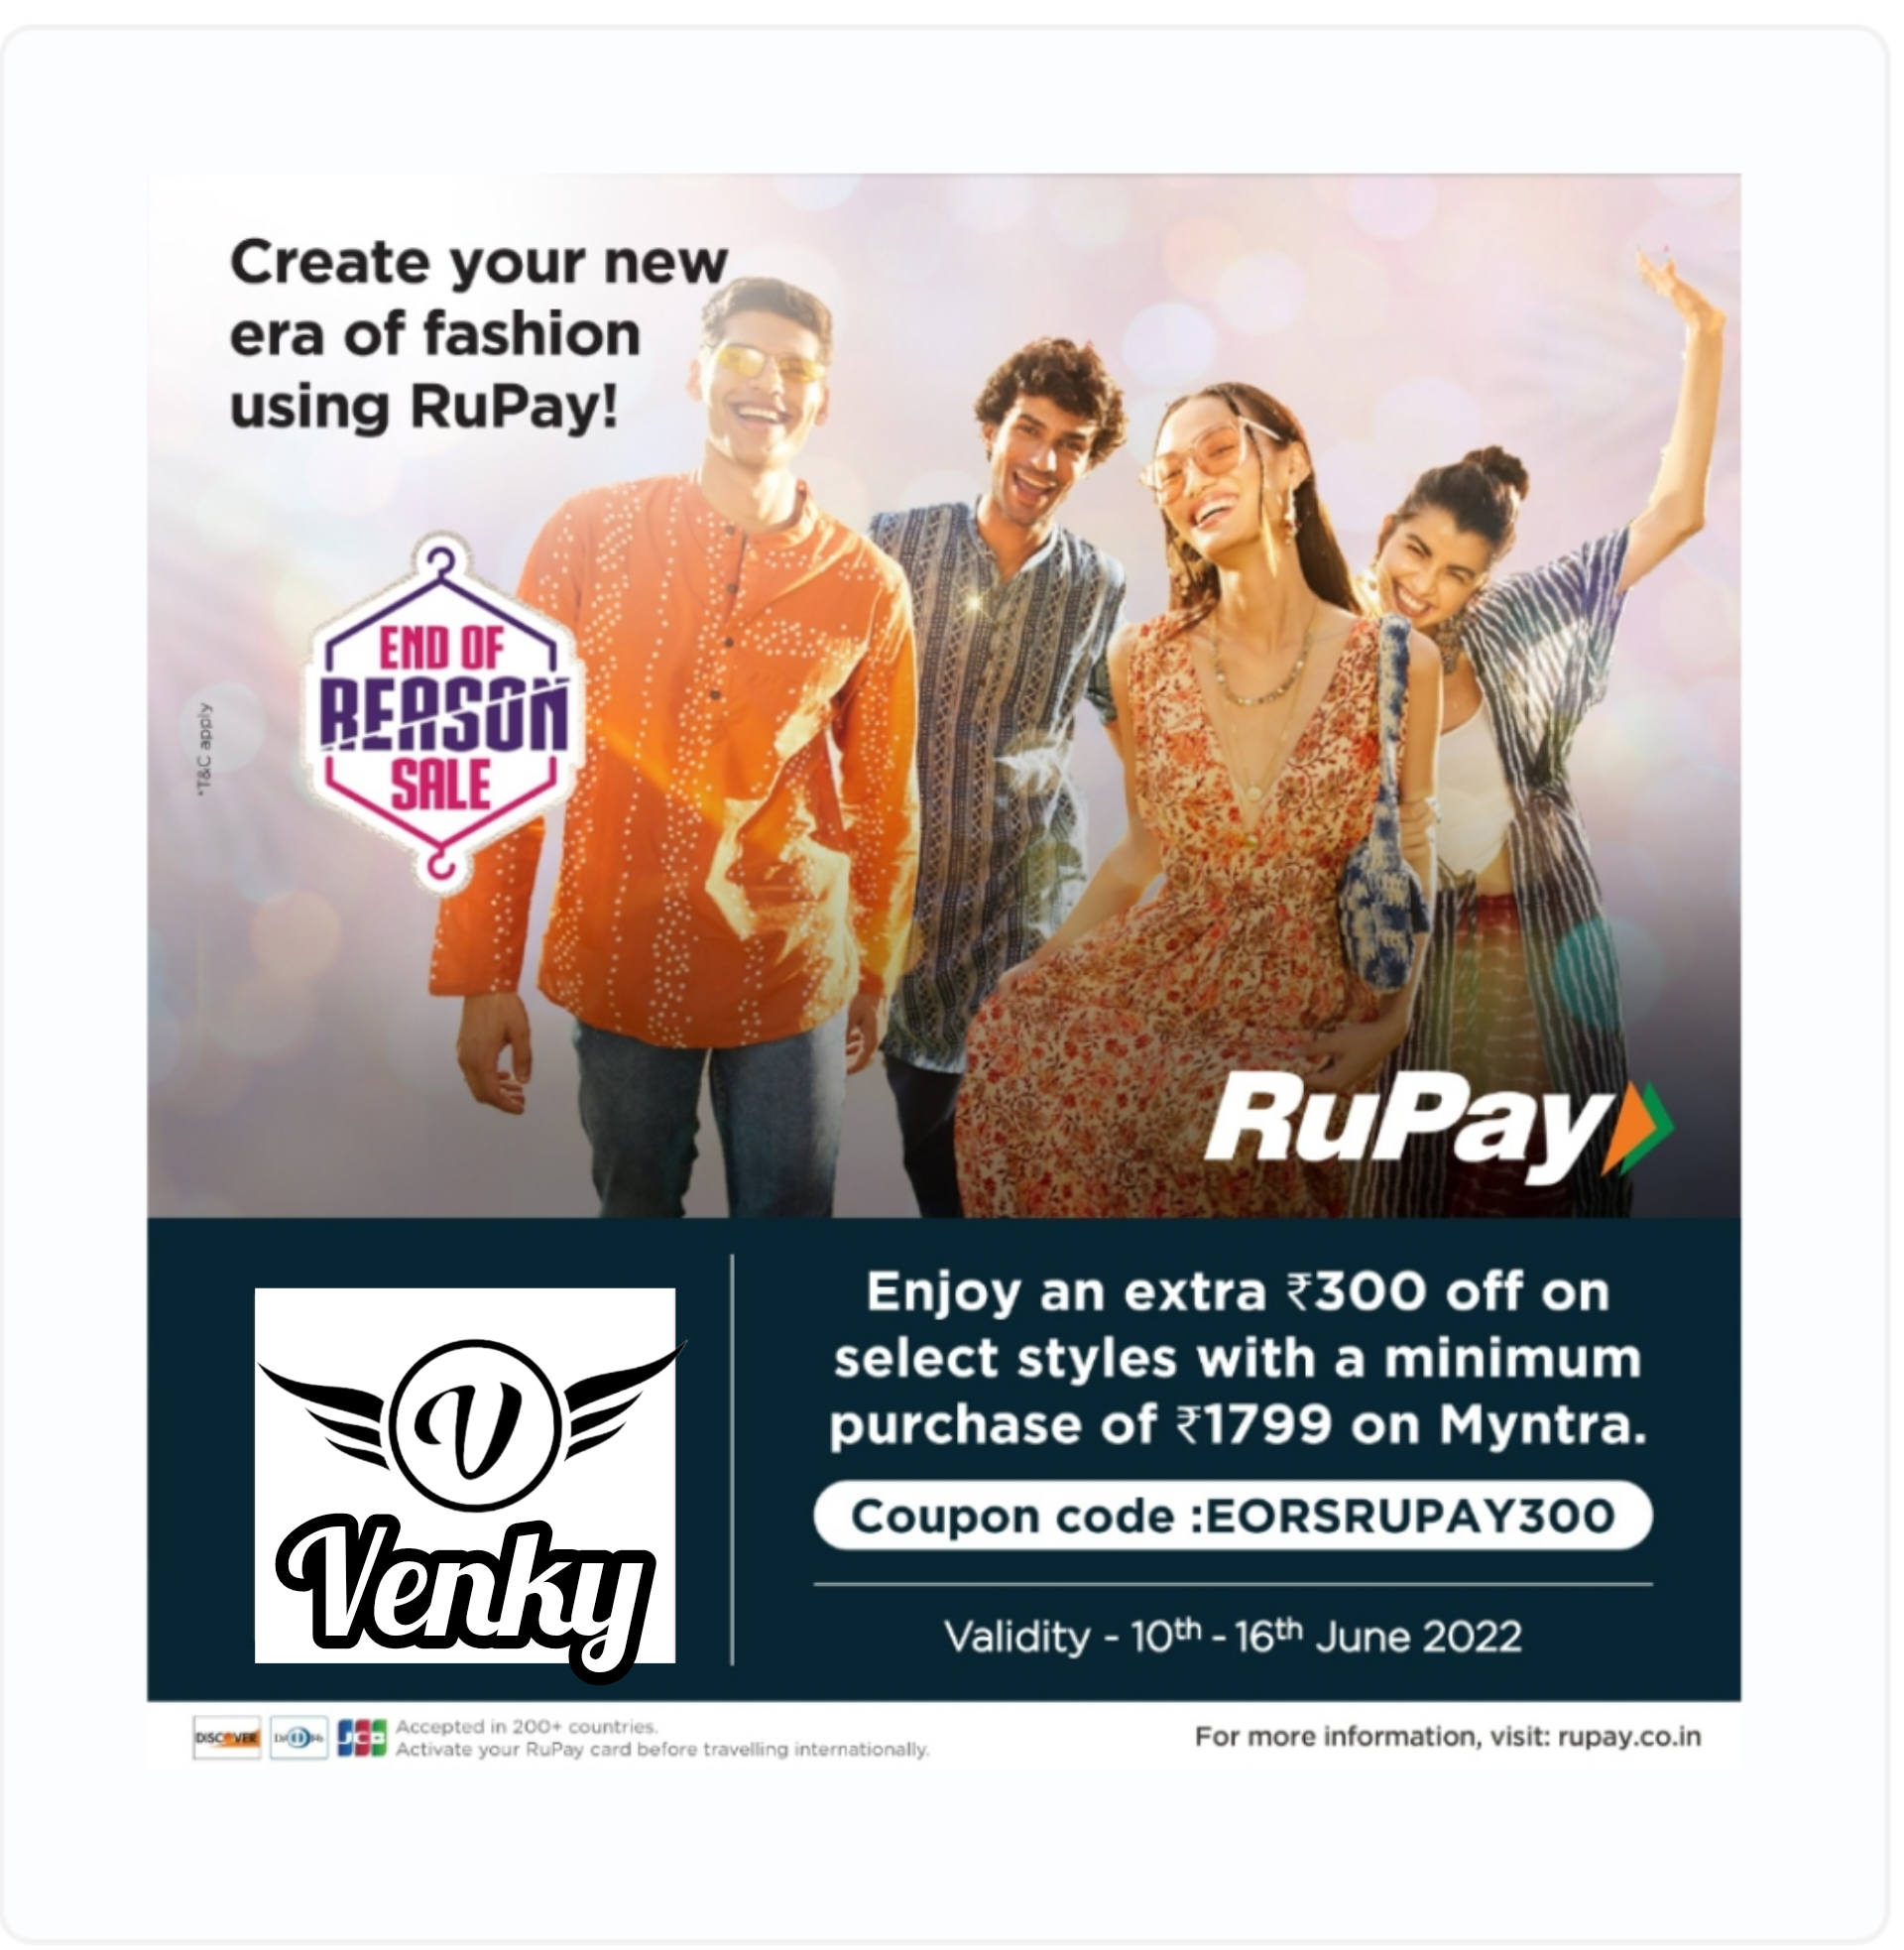 Create your new
era of fashion
using RuPay!
END OF
REASON
SALE
*T&C apply
RuPay
V
Venky
Enjoy an extra ₹300 off on
select styles with a minimum
purchase of ₹1799 on Myntra.
Coupon code :EORSRUPAY300
Validity - 10th - 16th June 2022
DISCOVER
JCB
Accepted in 200+ countries.
Activate your RuPay card before travelling internationally.
For more information, visit: rupay.co.in